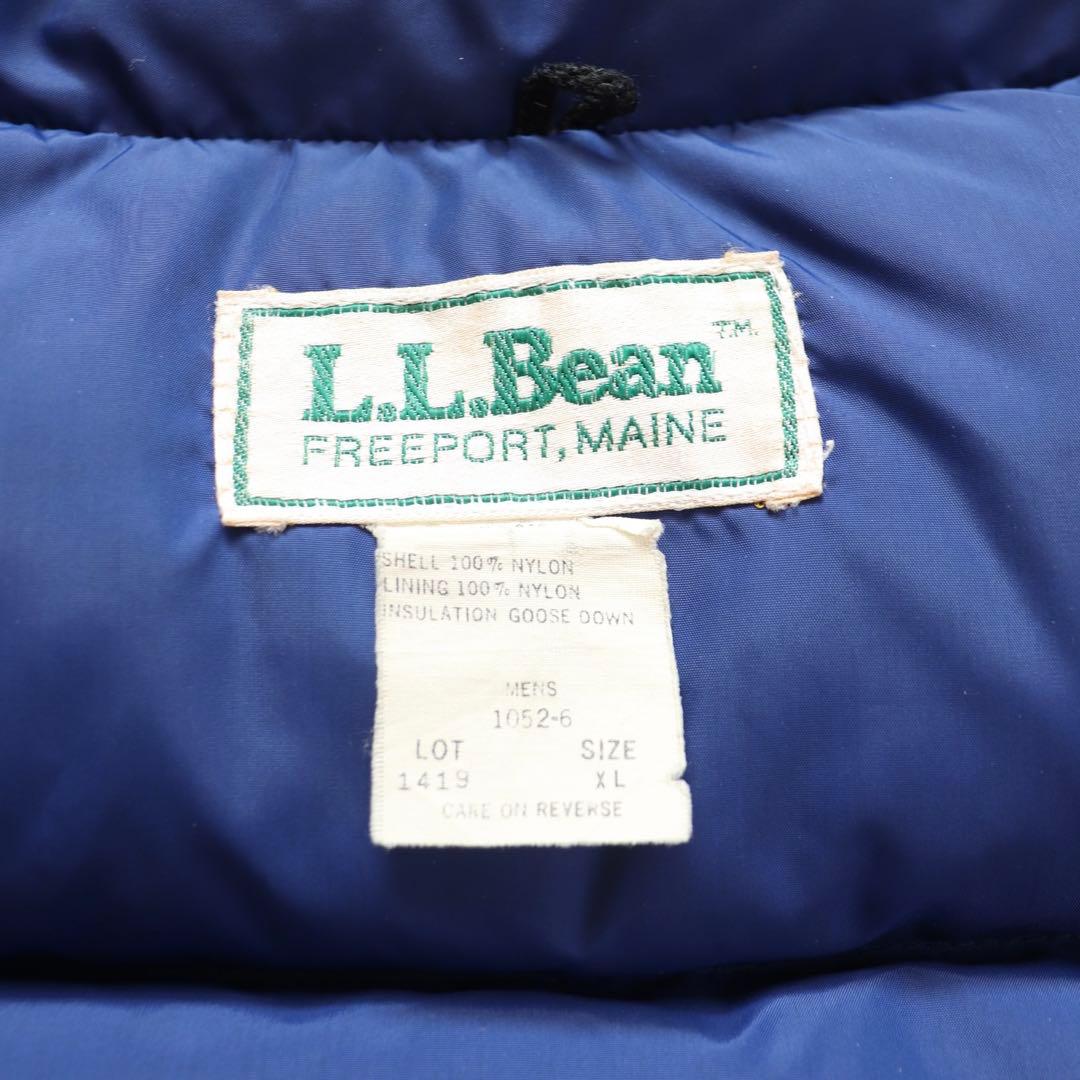 L.L.Bean T.M.
FREEPORT, MAINE
SHELL 100% NYLON
LINING 100% NYLON
INSULATION GOOSE DOWN
MENS
1052-6
LOT SIZE
1419 XL
CARE ON REVERSE